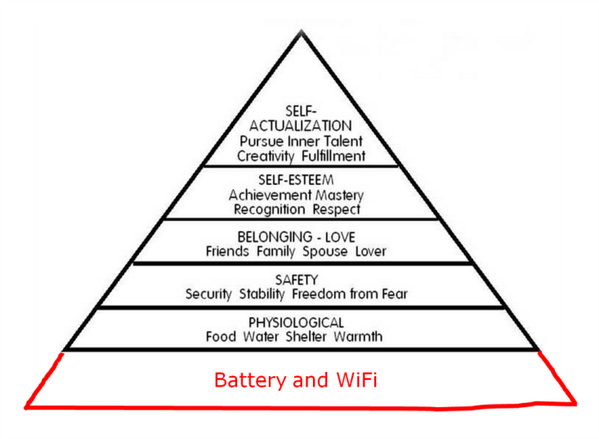 SELF-
ACTUALIZATION
Pursue Inner Talent
Creativity Fulfillment
SELF-ESTEEM
Achievement Mastery
Recognition Respect
BELONGING - LOVE
Friends Family Spouse Lover
SAFETY
Security Stability Freedom from Fear
PHYSIOLOGICAL
Food Water Shelter Warmth
Battery and WiFi